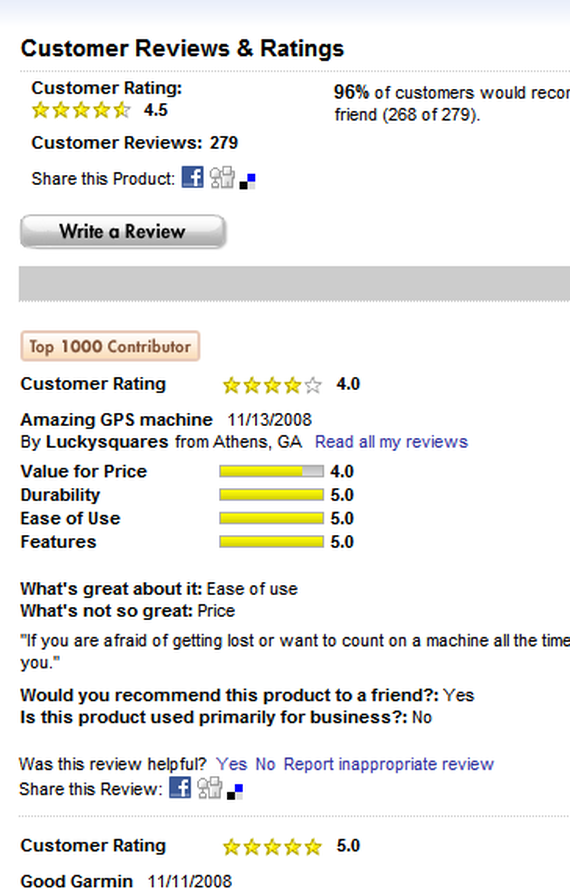 Customer Reviews & Ratings
Customer Rating:
4.5
96% of customers would recor
friend (268 of 279).
Customer Reviews: 279
Share this Product:
Write a Review
Top 1000 Contributor
Customer Rating 4.0
Amazing GPS machine 11/13/2008
By Luckysquares from Athens, GA Read all my reviews
Value for Price 4.0
Durability 5.0
Ease of Use 5.0
Features 5.0
What's great about it: Ease of use
What's not so great: Price
"If you are afraid of getting lost or want to count on a machine all the time
you."
Would you recommend this product to a friend?: Yes
Is this product used primarily for business?: No
Was this review helpful? Yes No Report inappropriate review
Share this Review:
Customer Rating 5.0
Good Garmin 11/11/2008